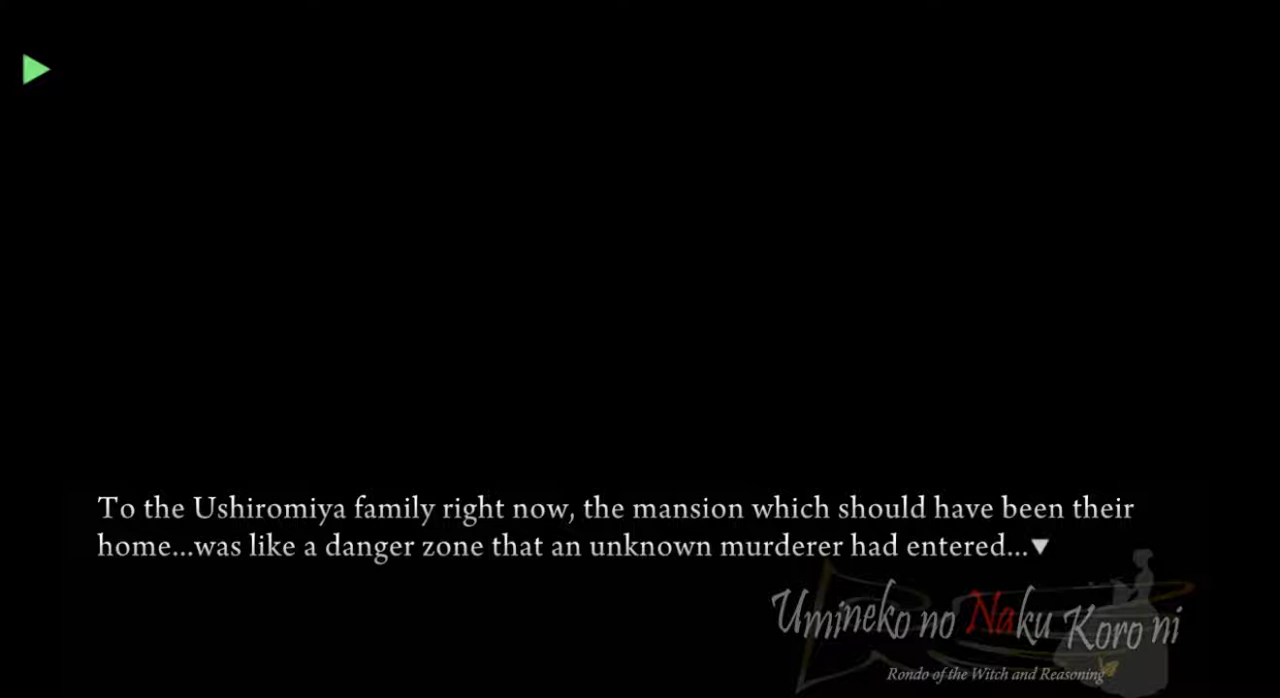 To the Ushiromiya family right now, the mansion which should have been their
home...was like a danger zone that an unknown murderer had entered...
Umineko no Naku Koro ni
Rondo of the Witch and Reasoning